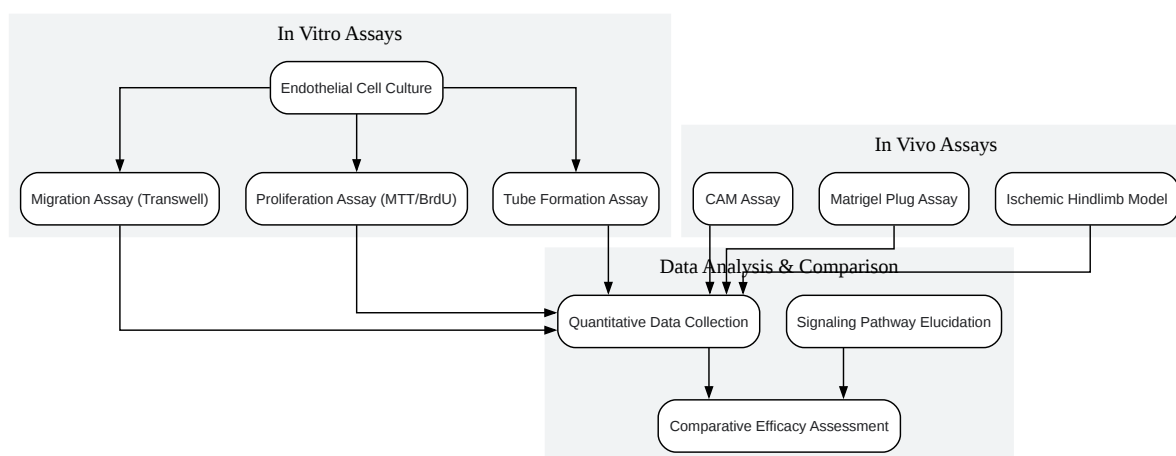 In Vitro Assays
Endothelial Cell Culture
In Vivo Assays
Migration Assay (Transwell)
Proliferation Assay (MTT/BrdU)
Tube Formation Assay
CAM Assay
Matrigel Plug Assay
Ischemic Hindlimb Model
Data Analysis & Comparison
Quantitative Data Collection
Signaling Pathway Elucidation
Comparative Efficacy Assessment